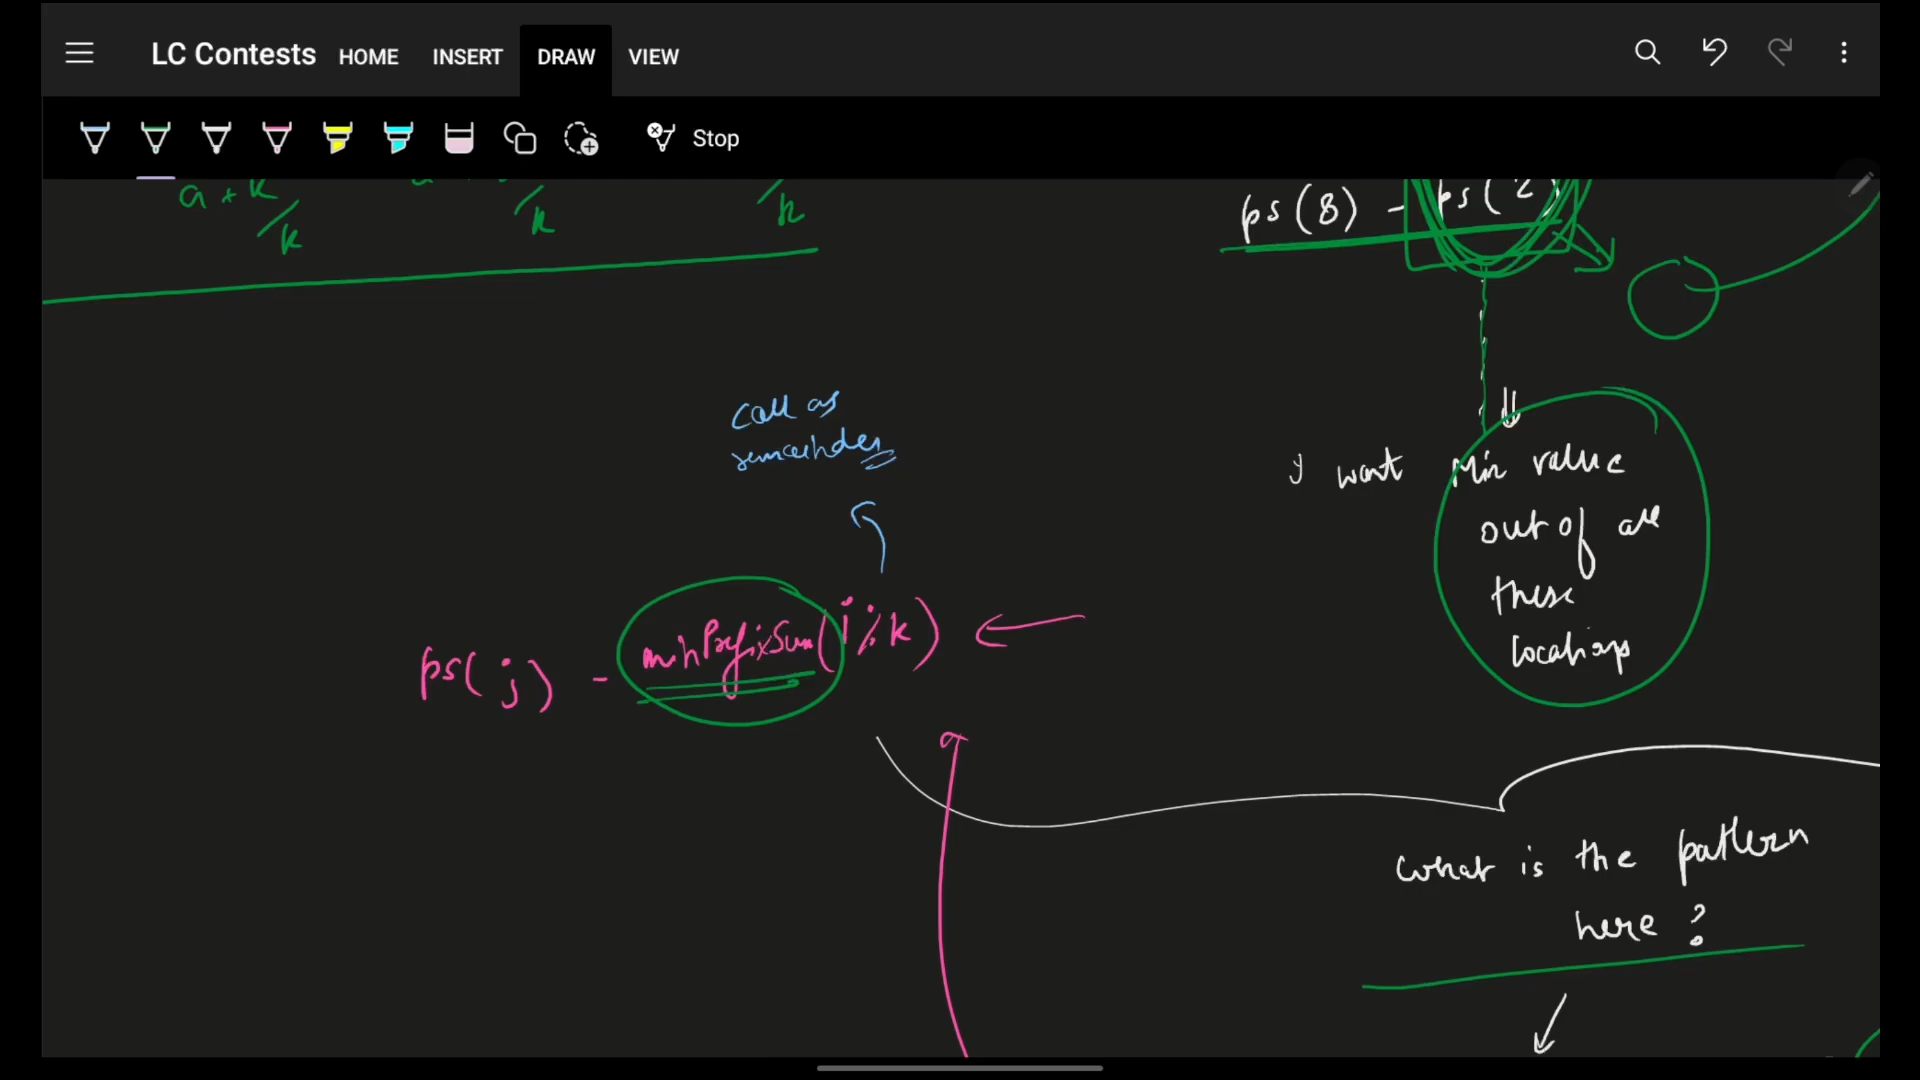 LC Contests HOME INSERT DRAW VIEW
Stop
a + k/k
/k
/k
ps(8) - ps(2)
call as
remainder
I want Min value
out of all
these
locations
ps(j) - minPrefixSum(i%k)
what is the pattern
here ?